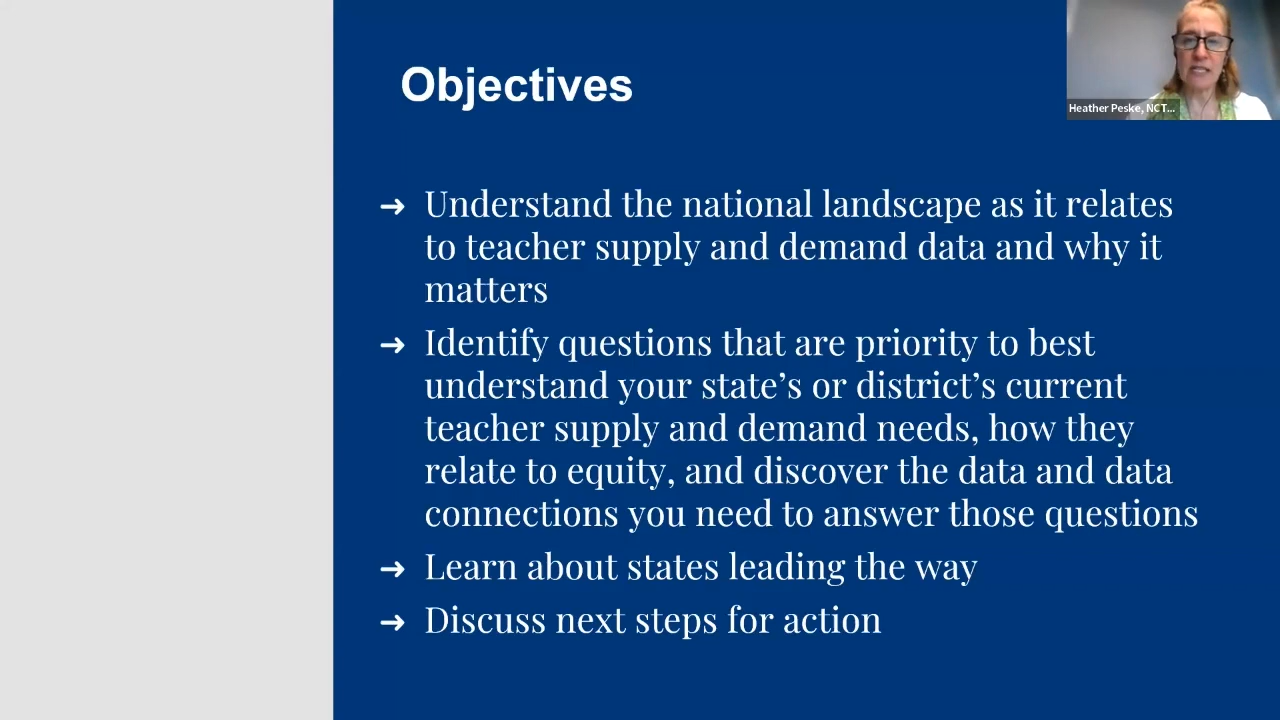 Objectives
Heather Peske, NCT...
➔ Understand the national landscape as it relates
to teacher supply and demand data and why it
matters
➔ Identify questions that are priority to best
understand your state’s or district’s current
teacher supply and demand needs, how they
relate to equity, and discover the data and data
connections you need to answer those questions
➔ Learn about states leading the way
➔ Discuss next steps for action